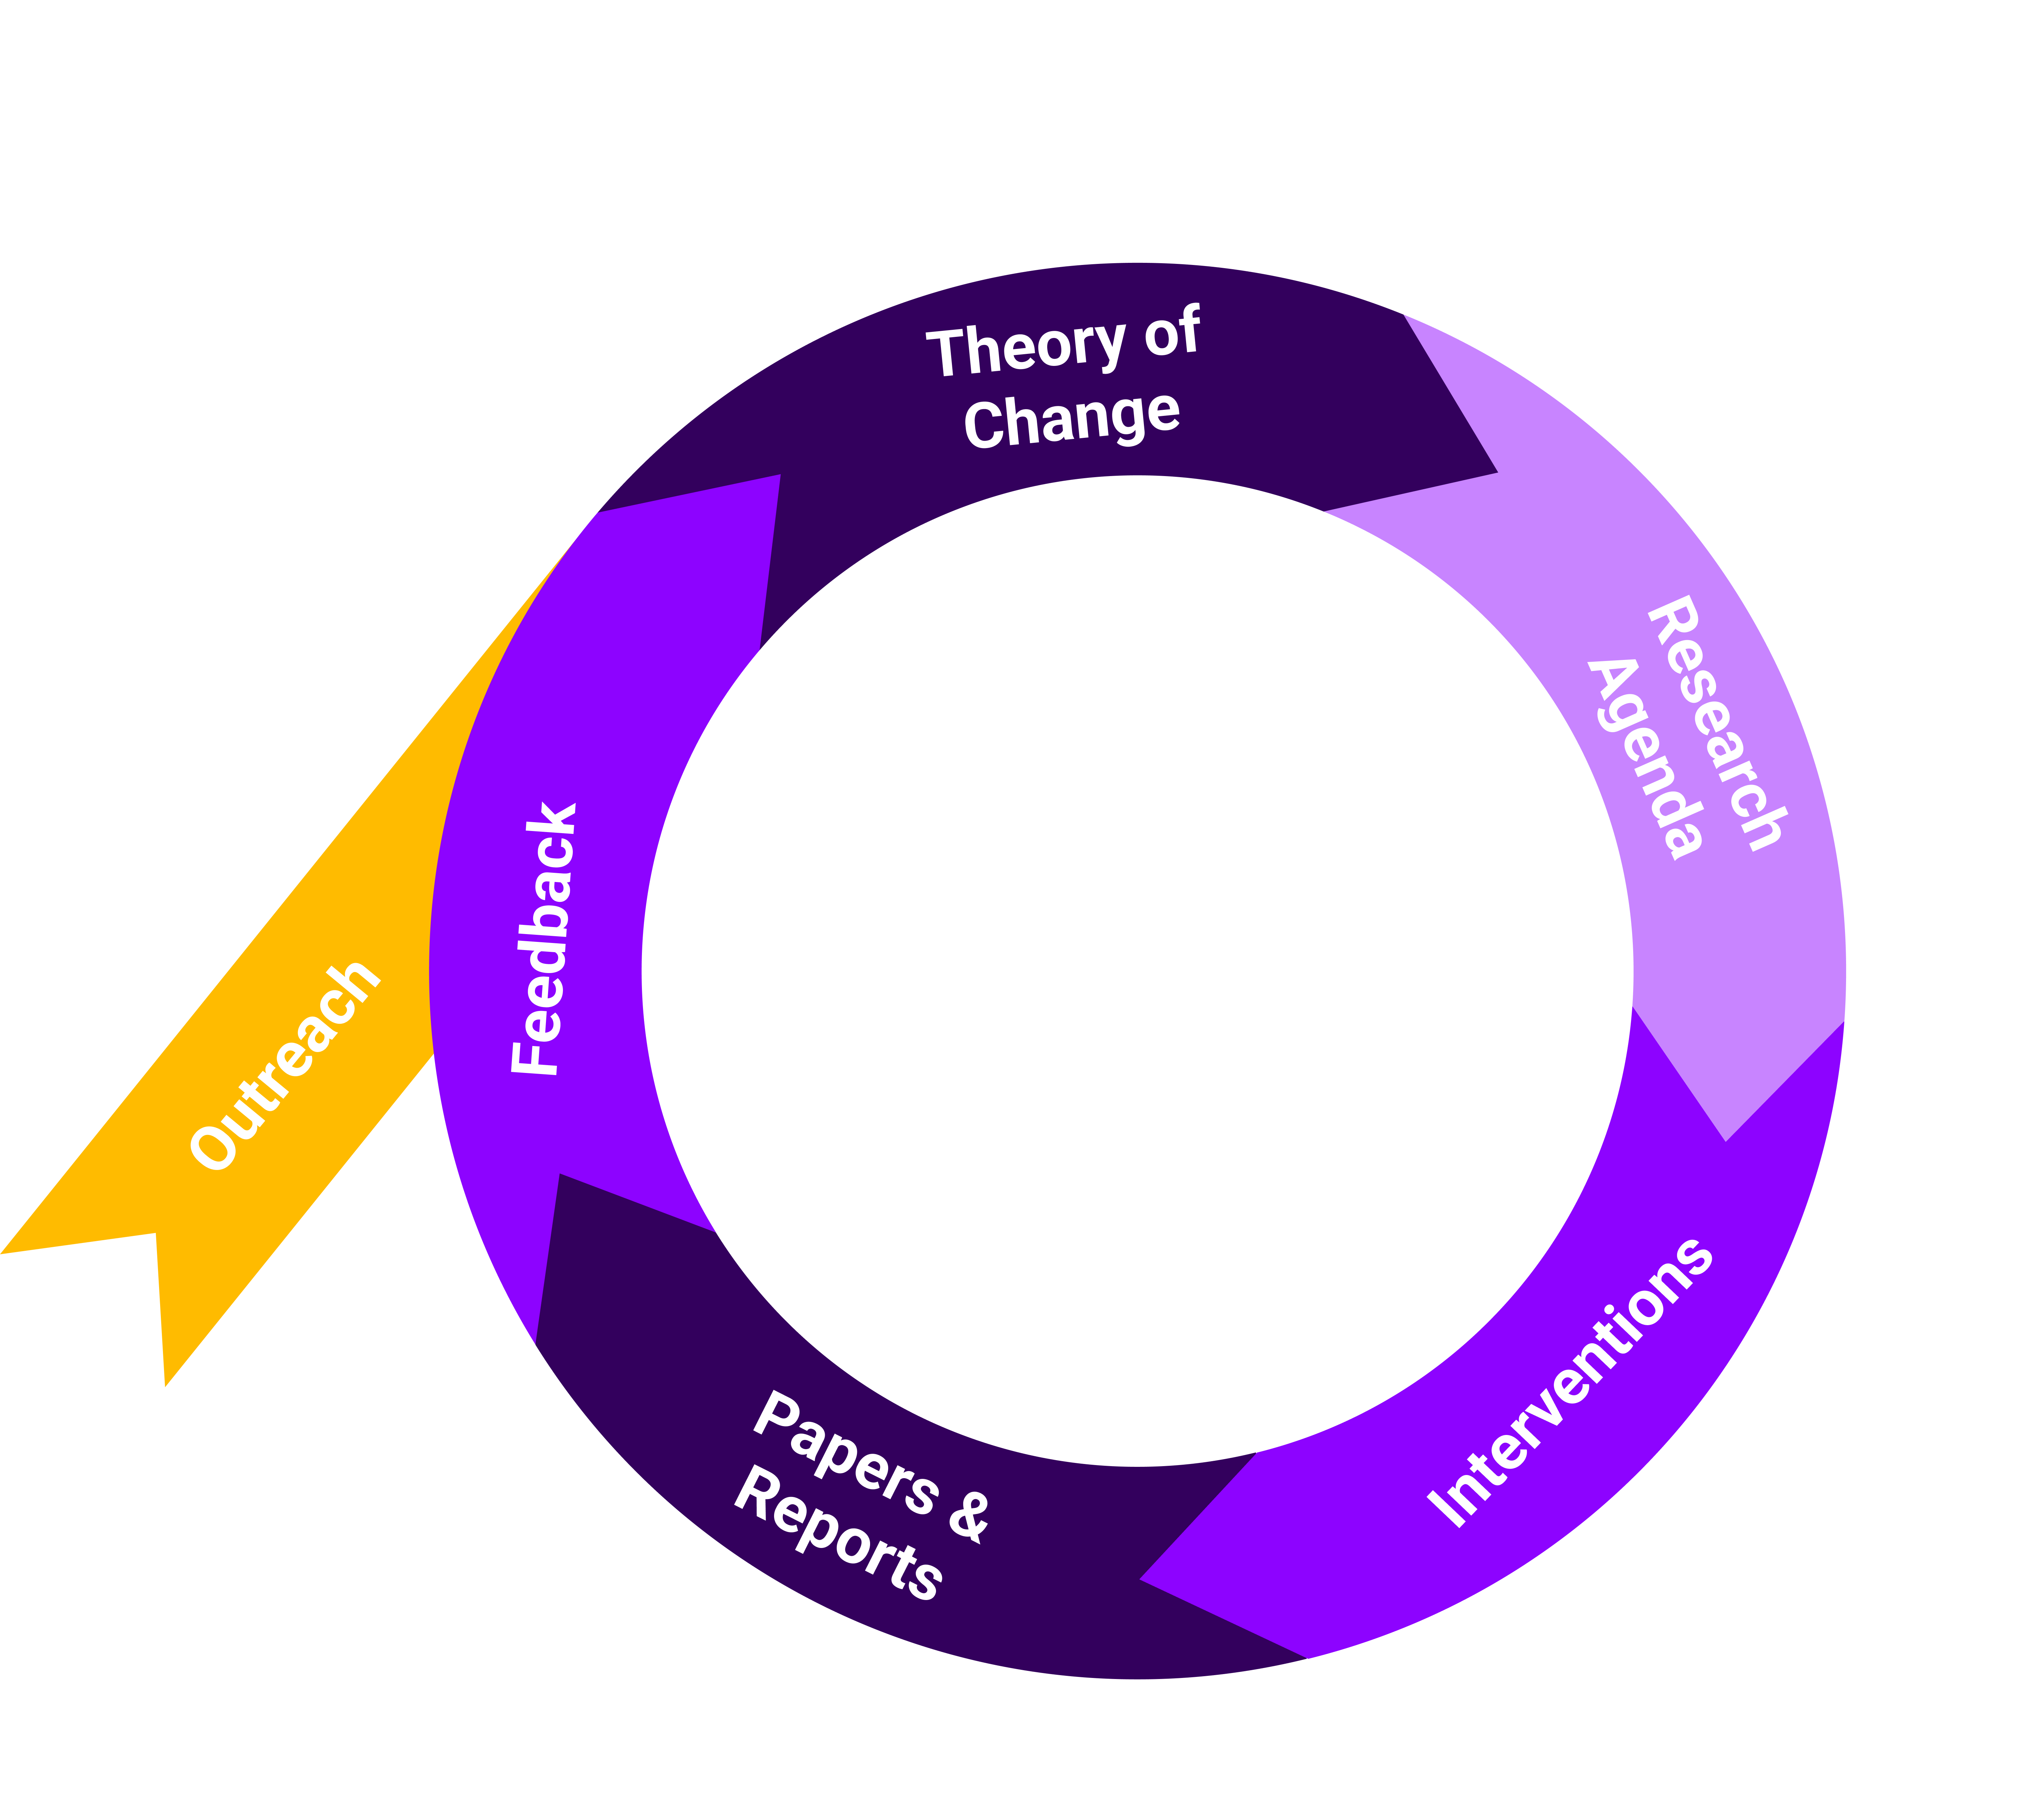 Theory of
Change
Research
Agenda
Interventions
Papers &
Reports
Feedback
Outreach